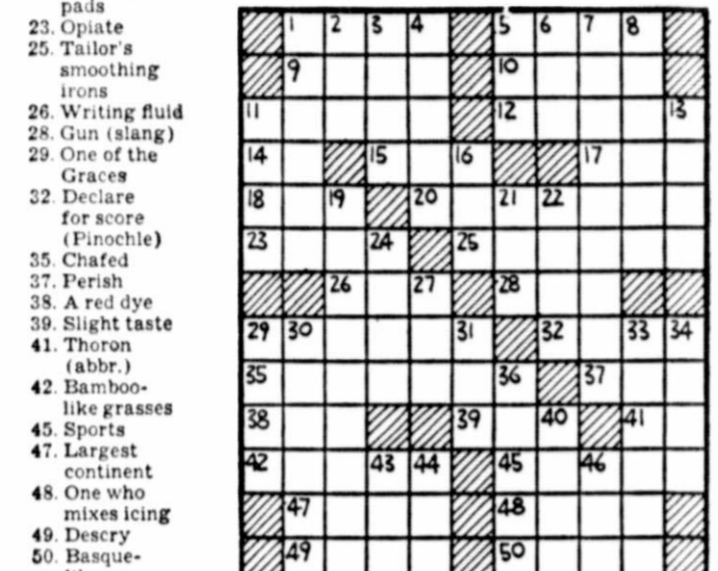 pads
23. Opiate
25. Tailor's
smoothing
irons
26. Writing fluid
28. Gun (slang)
29. One of the
Graces
32. Declare
for score
(Pinochle)
35. Chafed
37. Perish
38. A red dye
39. Slight taste
41. Thoron
(abbr.)
42. Bamboo-
like grasses
45. Sports
47. Largest
continent
48. One who
mixes icing
49. Descry
50. Basque-
1 2 3 4 5 6 7 8
9 10
11 12 13
14 15 16 17
18 19 20 21 22
23 24 25
26 27 28
29 30 31 32 33 34
35 36 37
38 39 40 41
42 43 44 45 46
47 48
49 50